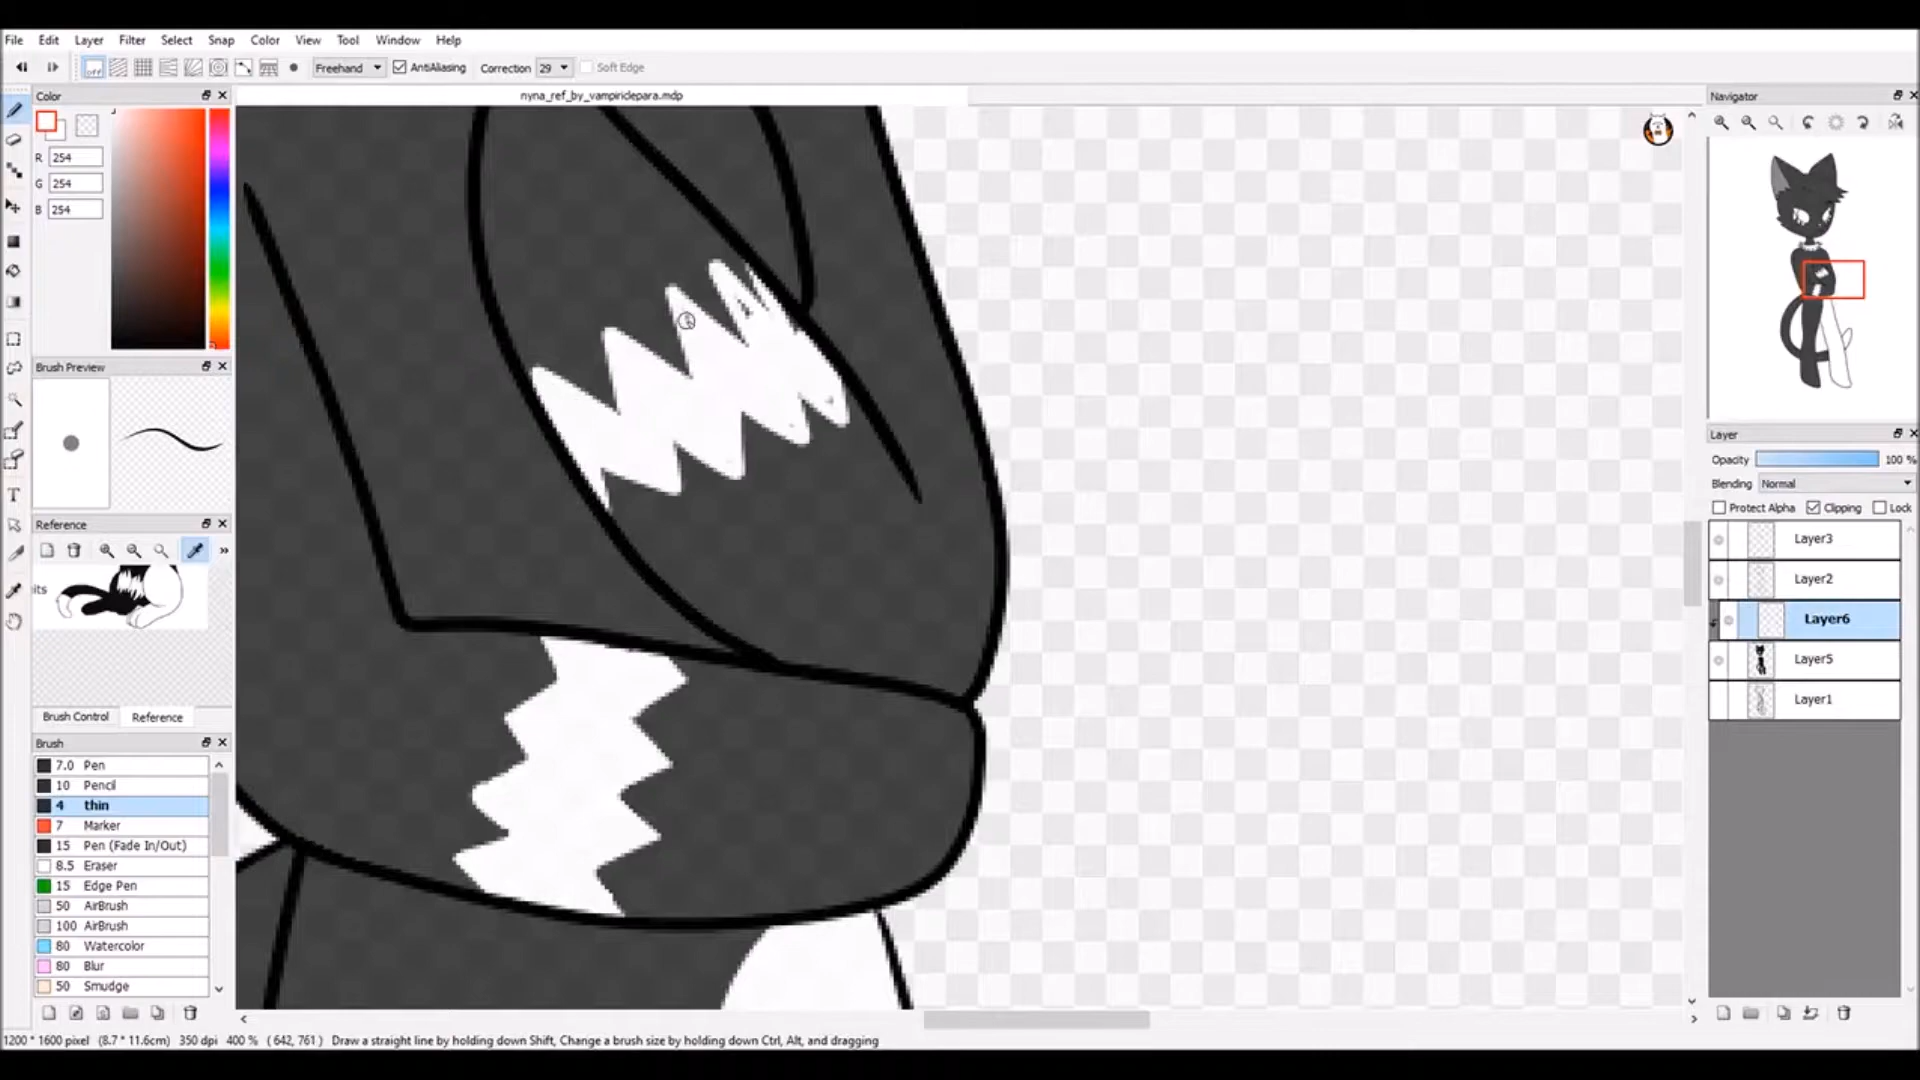 File Edit Layer Filter Select Snap Color View Tool Window Help
off Freehand AntiAliasing Correction 29 Soft Edge
Color
nyna_ref_by_vampiriclepara.mdp
Navigator
R 254
G 254
B 254
Brush Preview
Reference
its
Brush Control Reference
Brush
7.0 Pen
10 Pencil
4 thin
7 Marker
15 Pen (Fade In/Out)
8.5 Eraser
15 Edge Pen
50 AirBrush
100 AirBrush
80 Watercolor
80 Blur
50 Smudge
Layer
Opacity 100 %
Blending Normal
Protect Alpha Clipping Lock
Layer3
Layer2
Layer6
Layer5
Layer1
1200 * 1600 pixel (8.7 * 11.6cm) 350 dpi 400 % ( 642, 761 ) Draw a straight line by holding down Shift, Change a brush size by holding down Ctrl, Alt, and dragging